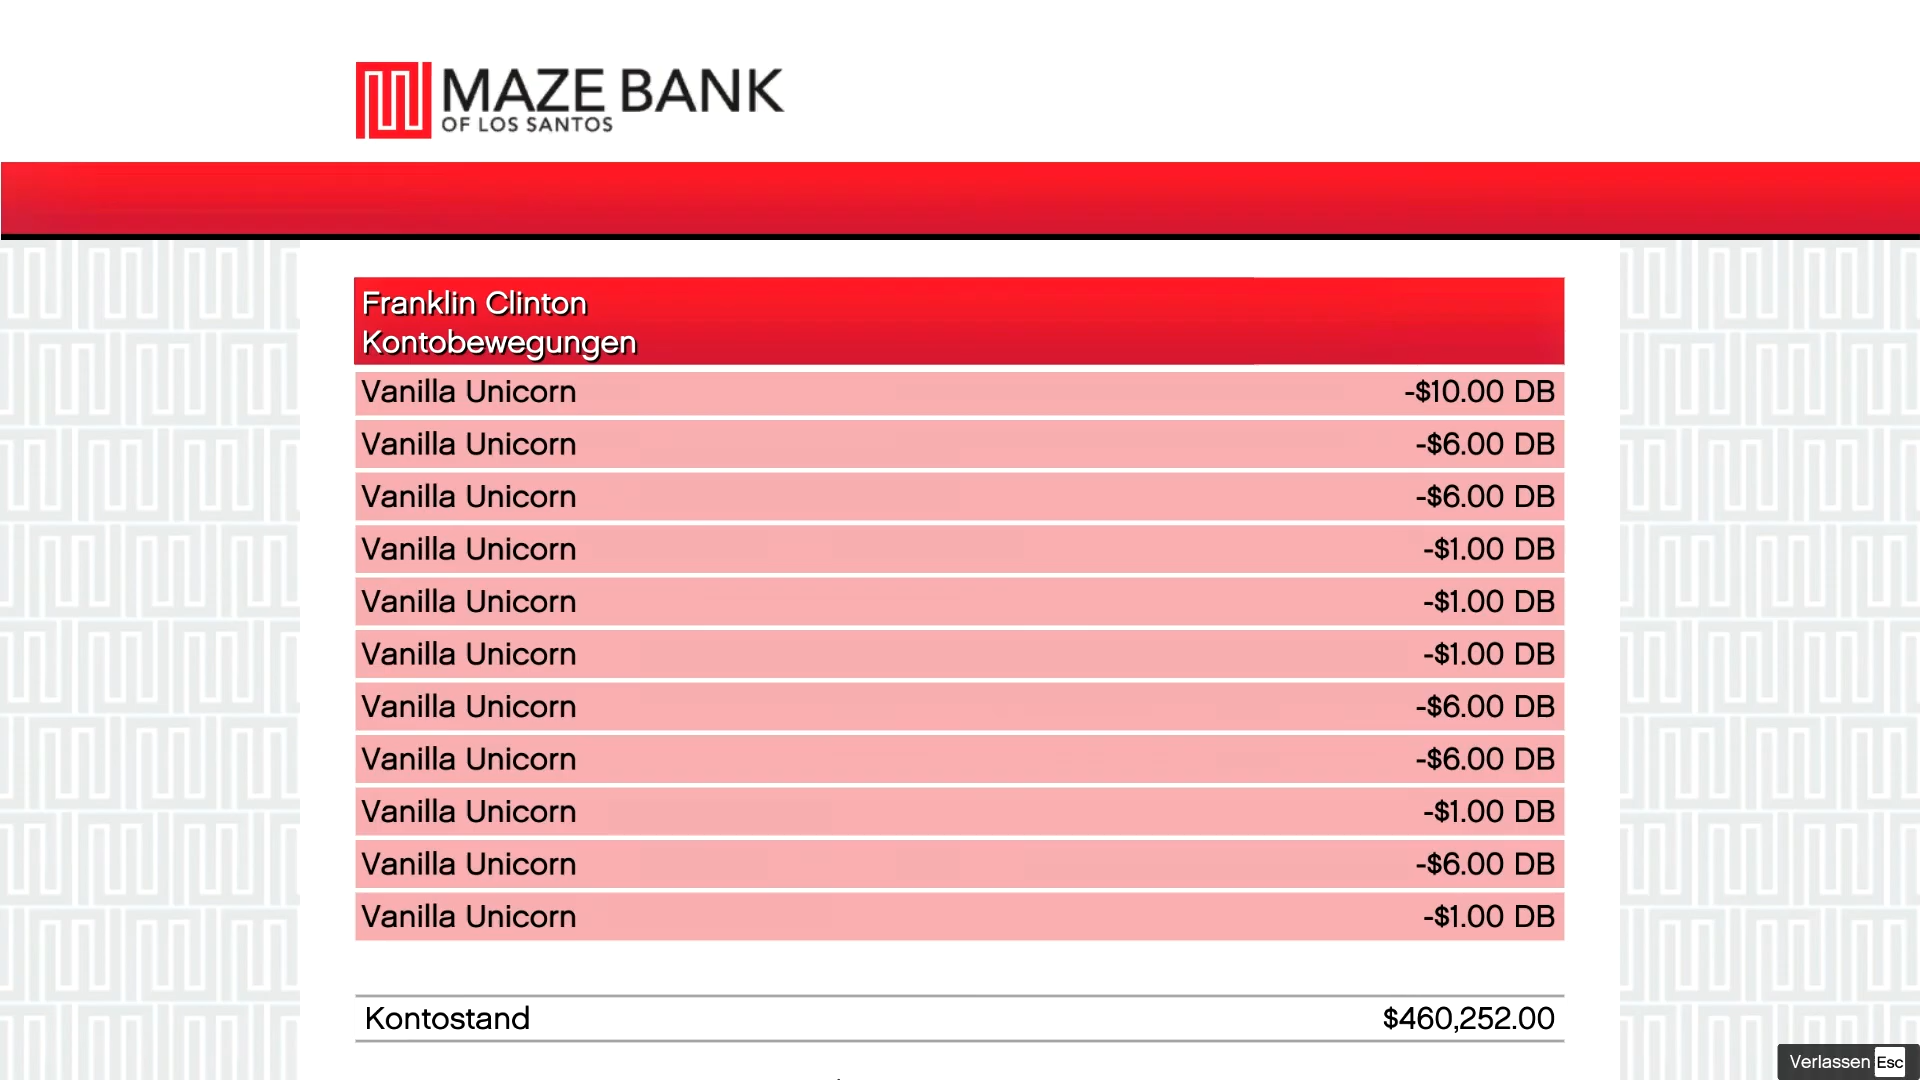 MAZE BANK
OF LOS SANTOS
Franklin Clinton
Kontobewegungen
Vanilla Unicorn -$10.00 DB
Vanilla Unicorn -$6.00 DB
Vanilla Unicorn -$6.00 DB
Vanilla Unicorn -$1.00 DB
Vanilla Unicorn -$1.00 DB
Vanilla Unicorn -$1.00 DB
Vanilla Unicorn -$6.00 DB
Vanilla Unicorn -$6.00 DB
Vanilla Unicorn -$1.00 DB
Vanilla Unicorn -$6.00 DB
Vanilla Unicorn -$1.00 DB
Kontostand $460,252.00
Verlassen Esc